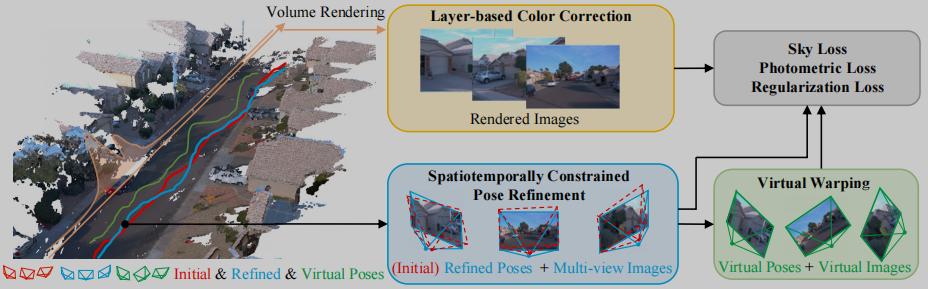 Volume Rendering
Layer-based Color Correction
Rendered Images
Sky Loss
Photometric Loss
Regularization Loss
Spatiotemporally Constrained
Pose Refinement
(Initial) Refined Poses + Multi-view Images
Virtual Warping
Virtual Poses + Virtual Images
Initial & Refined & Virtual Poses